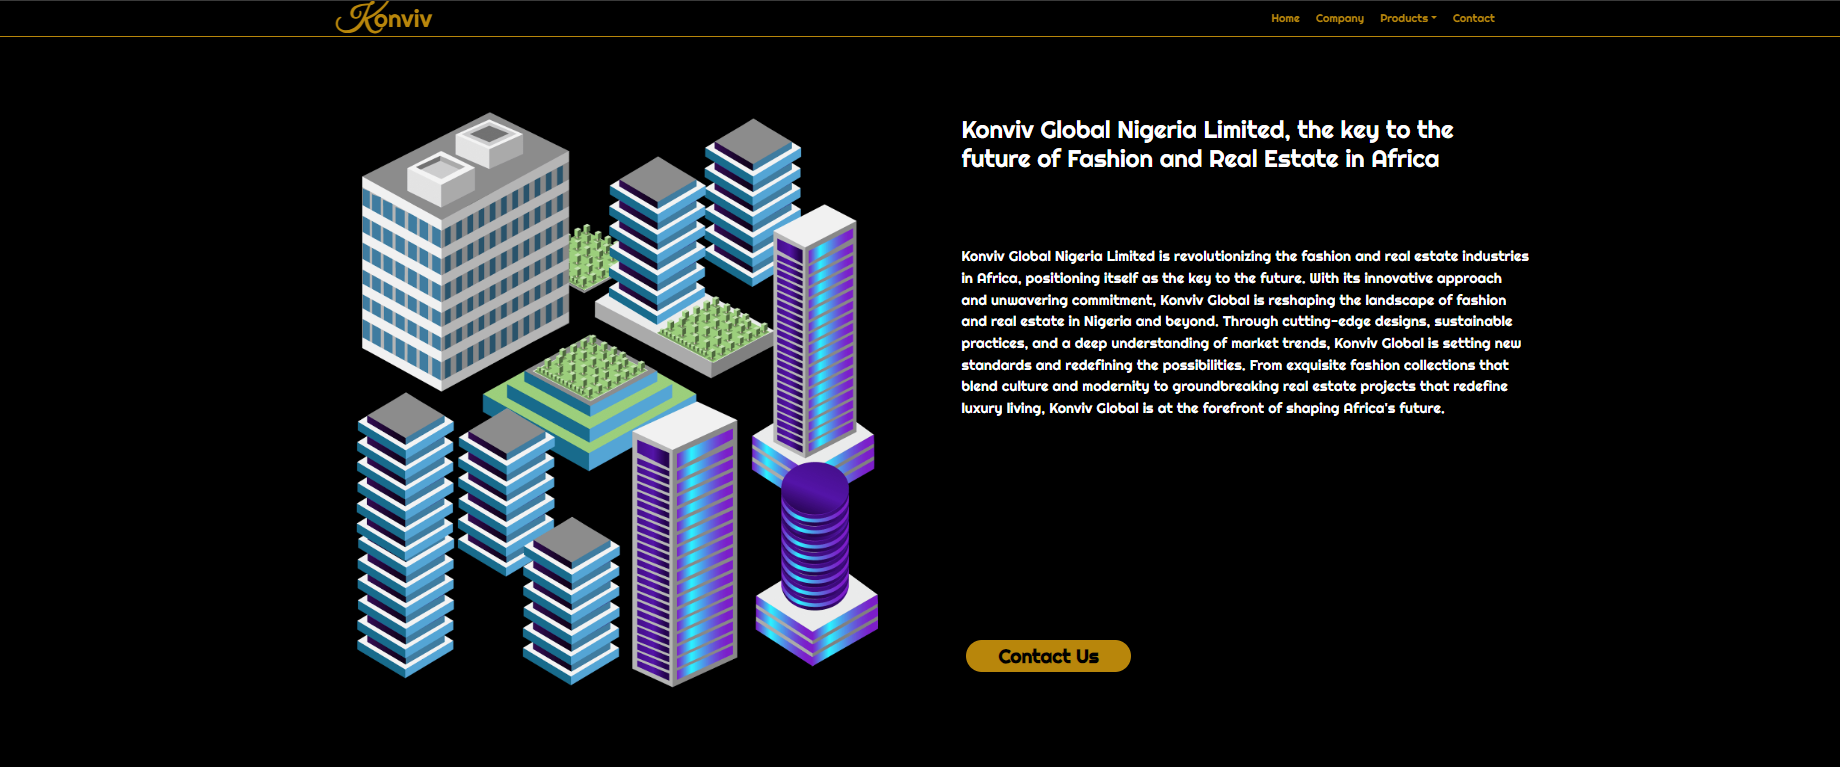 Konviv
Home Company Products Contact
Konviv Global Nigeria Limited, the key to the
future of Fashion and Real Estate in Africa
Konviv Global Nigeria Limited is revolutionizing the fashion and real estate industries
in Africa, positioning itself as the key to the future. With its innovative approach
and unwavering commitment, Konviv Global is reshaping the landscape of fashion
and real estate in Nigeria and beyond. Through cutting-edge designs, sustainable
practices, and a deep understanding of market trends, Konviv Global is setting new
standards and redefining the possibilities. From exquisite fashion collections that
blend culture and modernity to groundbreaking real estate projects that redefine
luxury living, Konviv Global is at the forefront of shaping Africa's future.
Contact Us